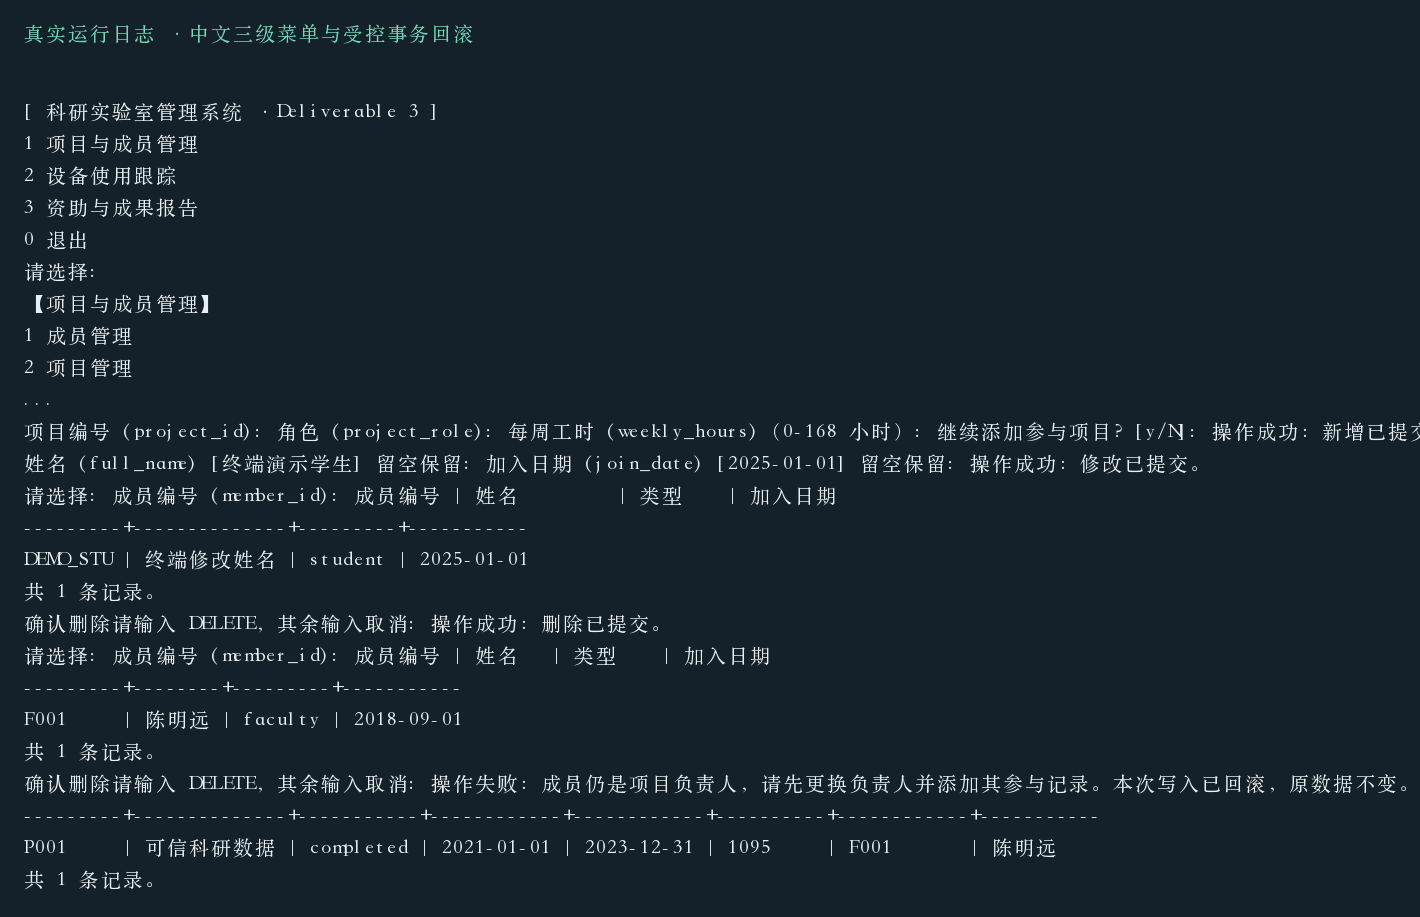 真实运行日志 · 中文三级菜单与受控事务回滚
[ 科研实验室管理系统 · Deliverable 3 ]
1 项目与成员管理
2 设备使用跟踪
3 资助与成果报告
0 退出
请选择:
【项目与成员管理】
1 成员管理
2 项目管理
...
项目编号 (project_id): 角色 (project_role): 每周工时 (weekly_hours)（0-168 小时）: 继续添加参与项目? [y/N]: 操作成功: 新增已提交
姓名 (full_name) [终端演示学生] 留空保留: 加入日期 (join_date) [2025-01-01] 留空保留: 操作成功: 修改已提交。
请选择: 成员编号 (member_id): 成员编号 | 姓名 | 类型 | 加入日期
---------+--------------+---------+-----------
DEMO_STU | 终端修改姓名 | student | 2025-01-01
共 1 条记录。
确认删除请输入 DELETE, 其余输入取消: 操作成功: 删除已提交。
请选择: 成员编号 (member_id): 成员编号 | 姓名 | 类型 | 加入日期
---------+--------+---------+-----------
F001 | 陈明远 | faculty | 2018-09-01
共 1 条记录。
确认删除请输入 DELETE, 其余输入取消: 操作失败: 成员仍是项目负责人, 请先更换负责人并添加其参与记录。本次写入已回滚, 原数据不变。
---------+--------------+-----------+------------+------------+----------+------------+-----------
P001 | 可信科研数据 | completed | 2021-01-01 | 2023-12-31 | 1095 | F001 | 陈明远
共 1 条记录。